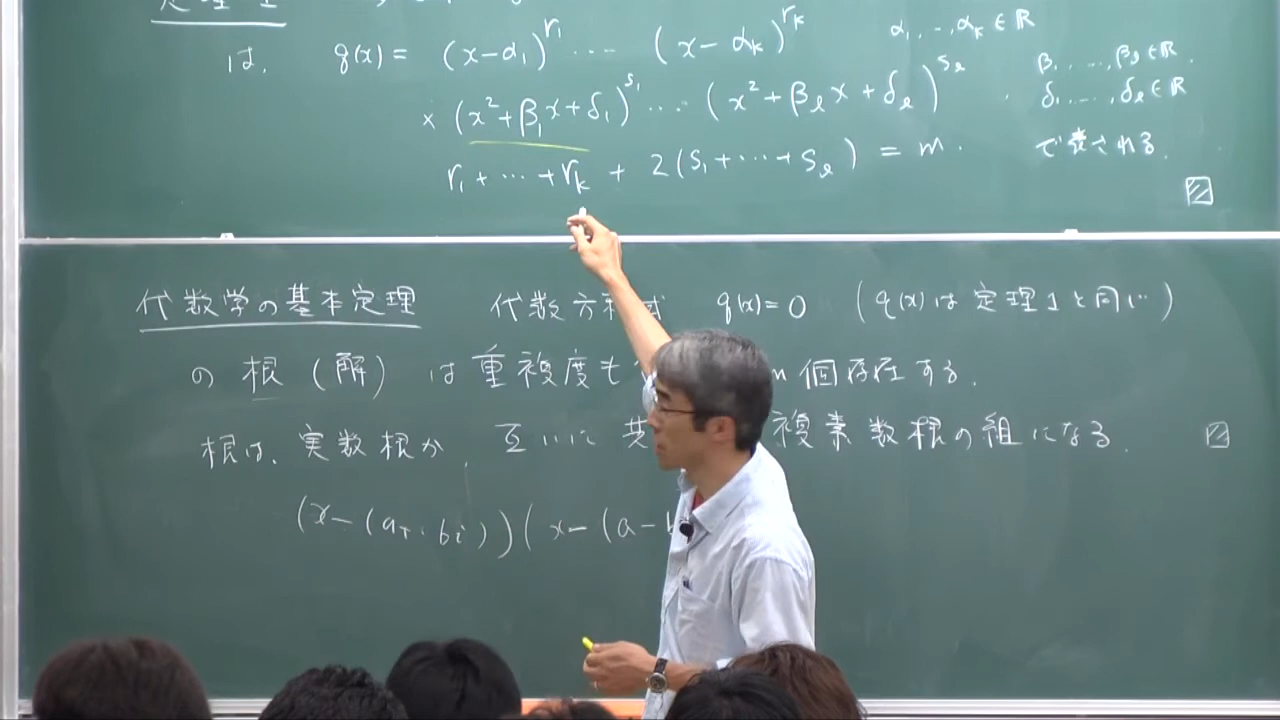 定理1
は, q(x) = (x-α₁)^{r₁} ‥‥ (x-α_k)^{r_k} α₁,‥,α_k∈ℝ
× (x²+β₁x+δ₁)^{s₁} ‥‥ (x²+β_ℓx+δ_ℓ)^{s_ℓ} . β₁,‥‥,β_ℓ∈ℝ.
δ₁,‥‥,δ_ℓ∈ℝ
r₁+ ‥‥ +r_k + 2(s₁+‥‥+s_ℓ) = m. で表される.
代数学の基本定理 代数方程式 q(x)=0 (q(x)は定理1と同じ)
の根(解)は重複度も m個存在する.
根は, 実数根か, 互いに共 複素数根の組になる.
(x-(a+bi))(x-(a-